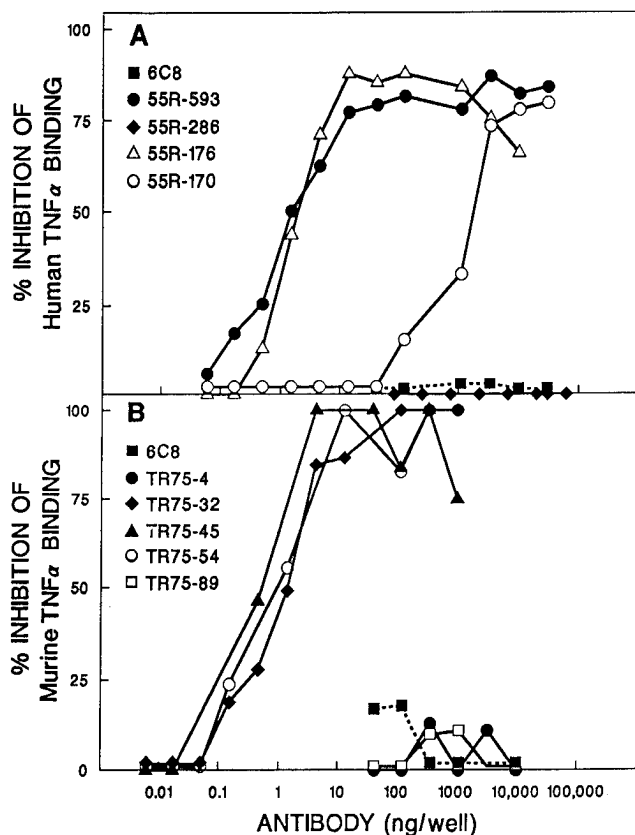 100
75
50
25
% INHIBITION OF
Human TNFα BINDING
A
6C8
55R-593
55R-286
55R-176
55R-170
100
75
50
25
0
% INHIBITION OF
Murine TNFα BINDING
B
6C8
TR75-4
TR75-32
TR75-45
TR75-54
TR75-89
0.01 0.1 1 10 100 1000 10,000 100,000
ANTIBODY (ng/well)